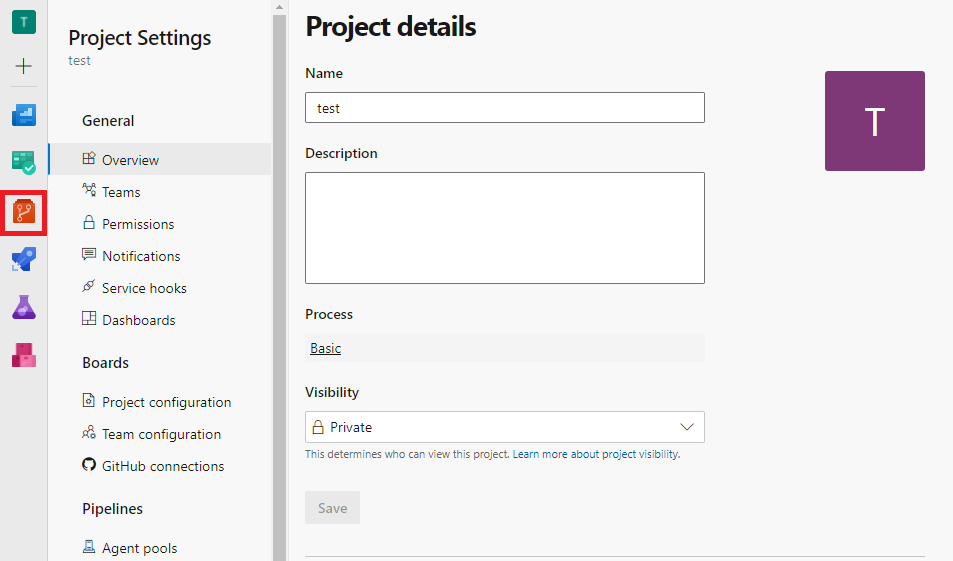 T
Project Settings
test
General
Overview
Teams
Permissions
Notifications
Service hooks
Dashboards
Boards
Project configuration
Team configuration
GitHub connections
Pipelines
Agent pools
Project details
Name
test
T
Description
Process
Basic
Visibility
Private
This determines who can view this project. Learn more about project visibility.
Save